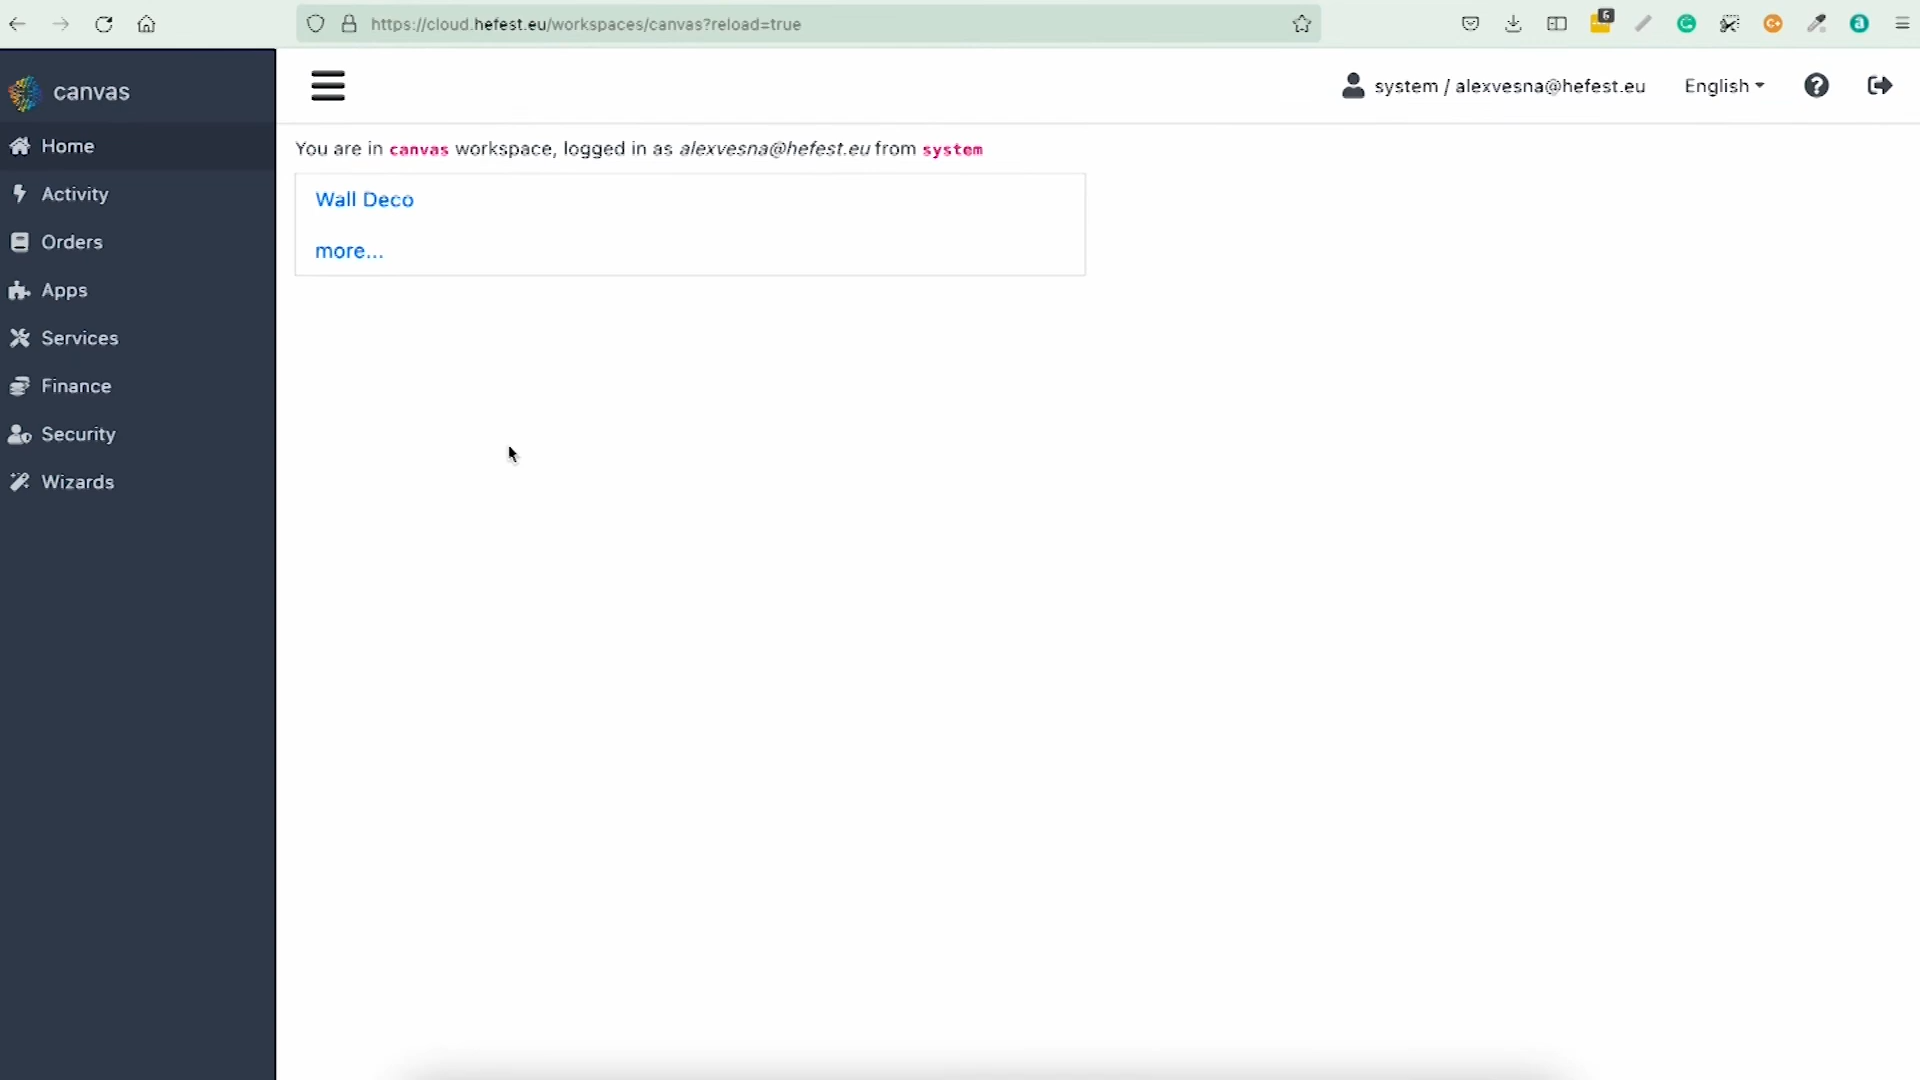 https://cloud.hefest.eu/workspaces/canvas?reload=true
6
canvas
system / alexvesna@hefest.eu
English
Home
You are in canvas workspace, logged in as alexvesna@hefest.eu from system
Activity
Wall Deco
Orders
more...
Apps
Services
Finance
Security
Wizards